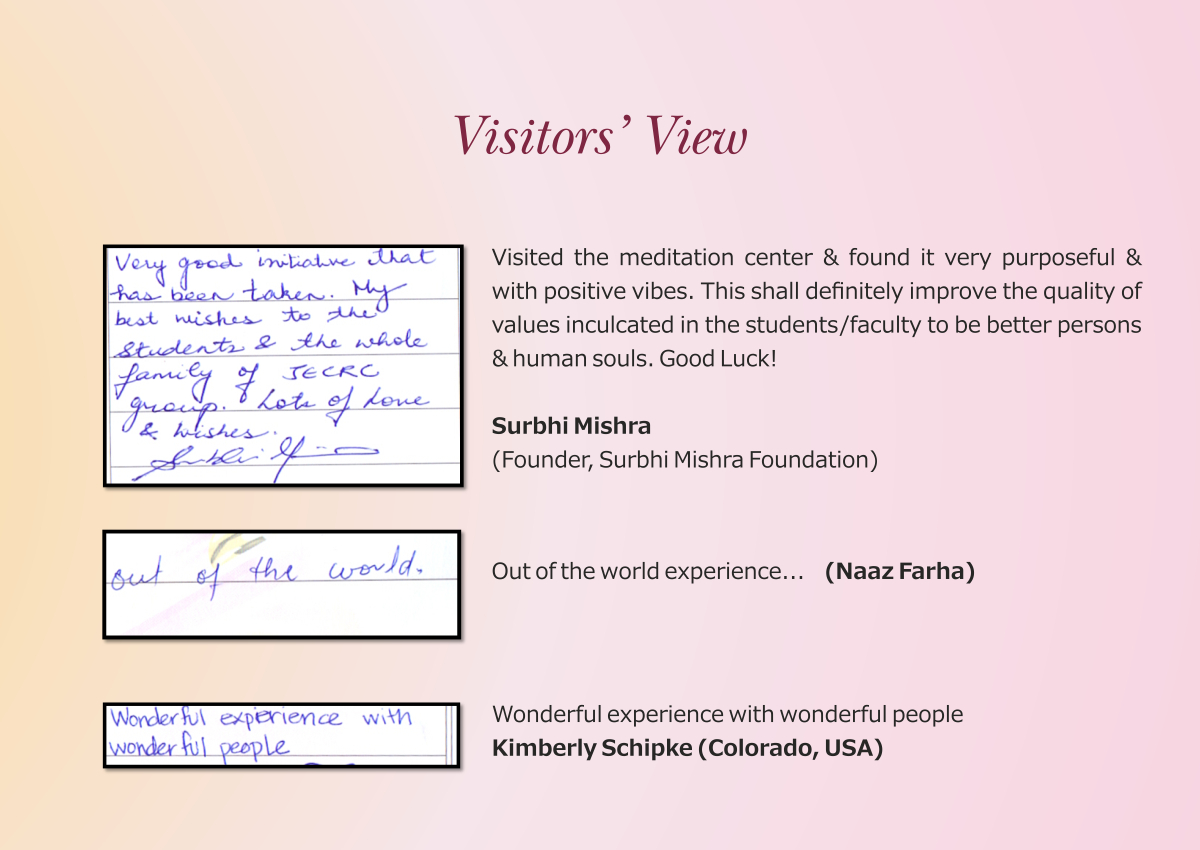 Visitors’ View
Very good initiative that
has been taken. My
best wishes to the
Students & the whole
family of JECRC
group. Lots of Love
& wishes.
Visited the meditation center & found it very purposeful &
with positive vibes. This shall definitely improve the quality of
values inculcated in the students/faculty to be better persons
& human souls. Good Luck!
Surbhi Mishra
(Founder, Surbhi Mishra Foundation)
out of the world.
Out of the world experience... (Naaz Farha)
Wonderful experience with
wonderful people
Wonderful experience with wonderful people
Kimberly Schipke (Colorado, USA)